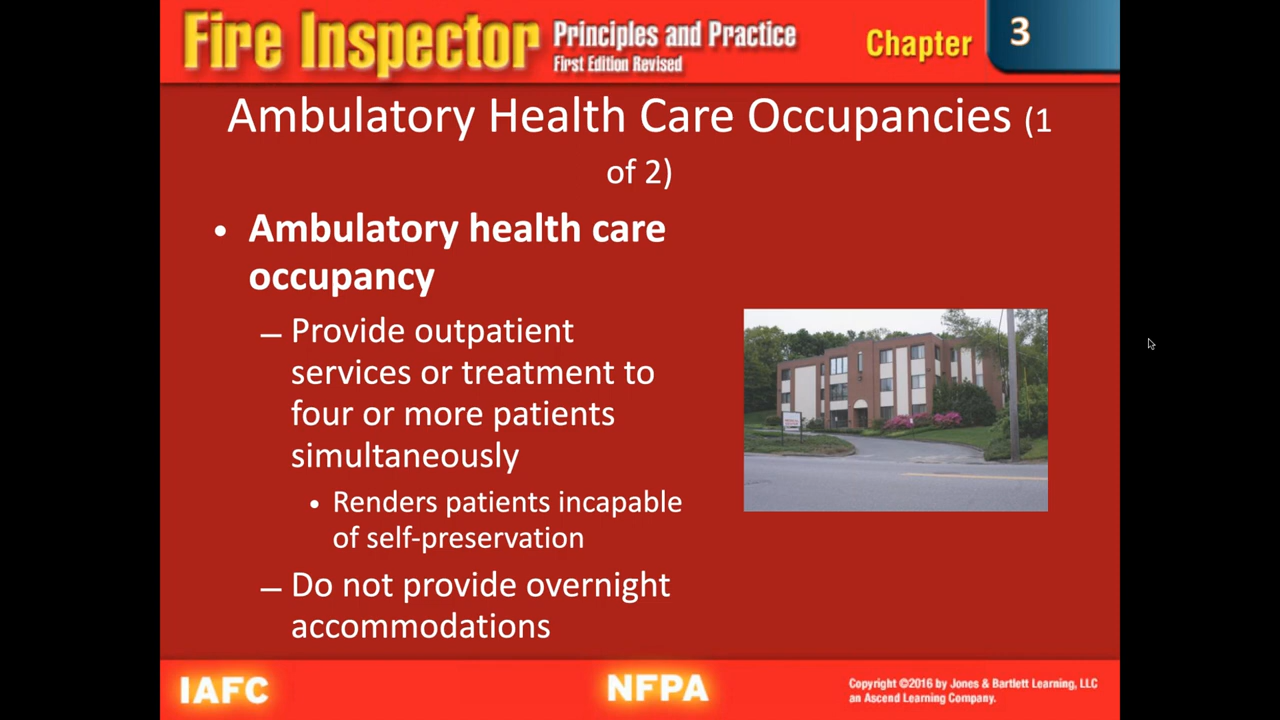 Fire Inspector Principles and Practice
First Edition Revised
Chapter 3
Ambulatory Health Care Occupancies (1
of 2)
• Ambulatory health care
occupancy
– Provide outpatient
services or treatment to
four or more patients
simultaneously
• Renders patients incapable
of self-preservation
– Do not provide overnight
accommodations
IAFC
NFPA
Copyright ©2016 by Jones & Bartlett Learning, LLC
an Ascend Learning Company.